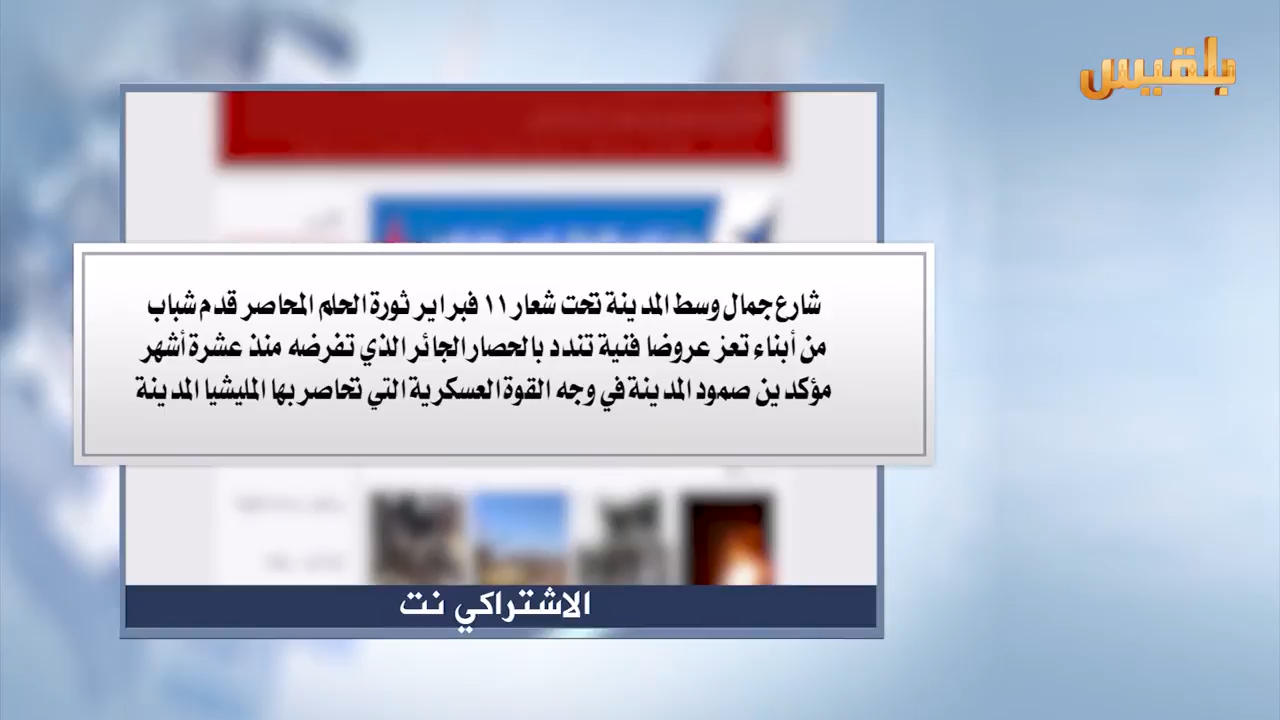 بلقيس
شارع جمال وسط المدينة تحت شعار ١١ فبراير ثورة الحلم المحاصر قدم شباب
من أبناء تعز عروضا فنية تندد بالحصار الجائر الذي تفرضه منذ عشرة أشهر
مؤكدين صمود المدينة في وجه القوة العسكرية التي تحاصر بها المليشيا المدينة
الاشتراكي نت